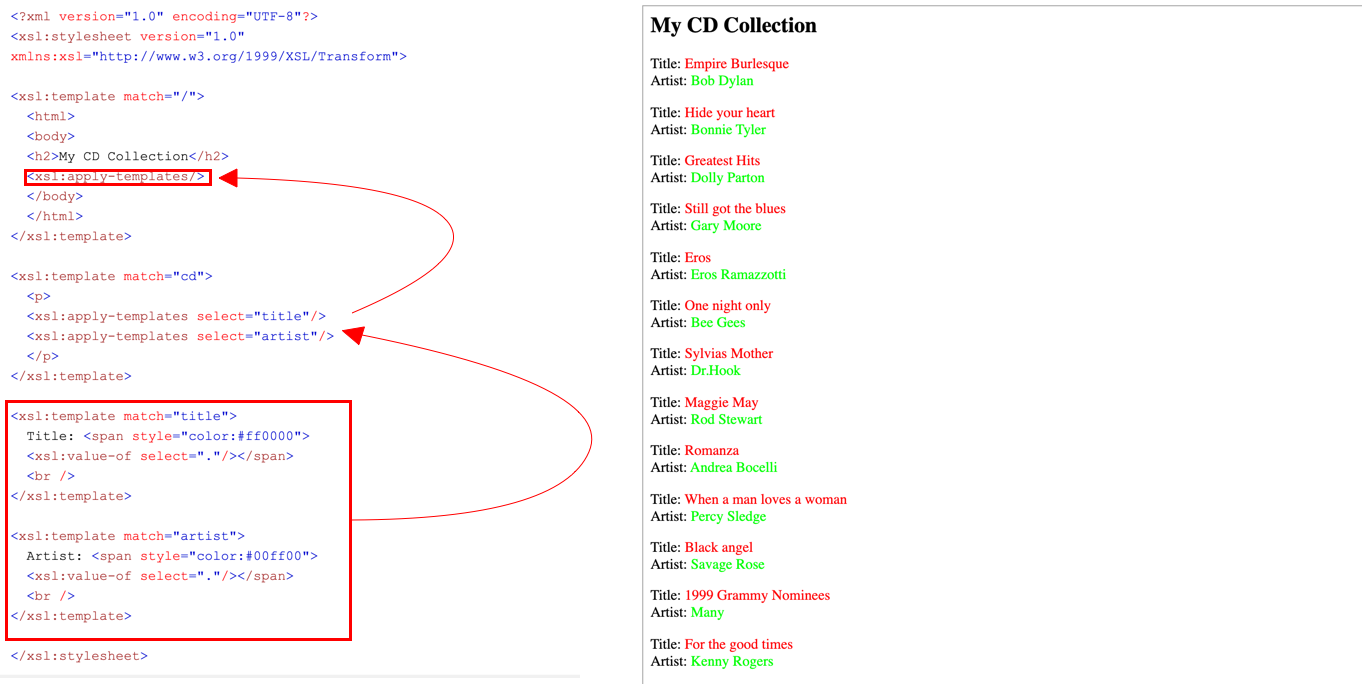 <?xml version="1.0" encoding="UTF-8"?>
<xsl:stylesheet version="1.0"
xmlns:xsl="http://www.w3.org/1999/XSL/Transform">
<xsl:template match="/">
<html>
<body>
<h2>My CD Collection</h2>
<xsl:apply-templates/>
</body>
</html>
</xsl:template>
<xsl:template match="cd">
<p>
<xsl:apply-templates select="title"/>
<xsl:apply-templates select="artist"/>
</p>
</xsl:template>
<xsl:template match="title">
Title: <span style="color:#ff0000">
<xsl:value-of select="."/></span>
<br />
</xsl:template>
<xsl:template match="artist">
Artist: <span style="color:#00ff00">
<xsl:value-of select="."/></span>
<br />
</xsl:template>
</xsl:stylesheet>
My CD Collection
Title: Empire Burlesque
Artist: Bob Dylan
Title: Hide your heart
Artist: Bonnie Tyler
Title: Greatest Hits
Artist: Dolly Parton
Title: Still got the blues
Artist: Gary Moore
Title: Eros
Artist: Eros Ramazzotti
Title: One night only
Artist: Bee Gees
Title: Sylvias Mother
Artist: Dr.Hook
Title: Maggie May
Artist: Rod Stewart
Title: Romanza
Artist: Andrea Bocelli
Title: When a man loves a woman
Artist: Percy Sledge
Title: Black angel
Artist: Savage Rose
Title: 1999 Grammy Nominees
Artist: Many
Title: For the good times
Artist: Kenny Rogers